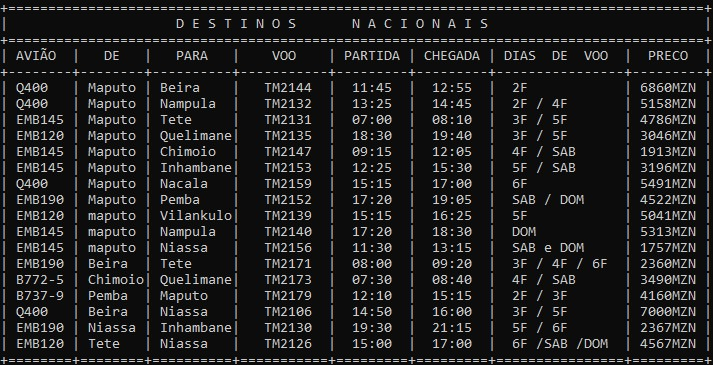 D E S T I N O S     N A C I O N A I S
| AVIÃO | DE | PARA | VOO | PARTIDA | CHEGADA | DIAS DE VOO | PRECO |
| Q400 | Maputo | Beira | TM2144 | 11:45 | 12:55 | 2F | 6860MZN |
| Q400 | Maputo | Nampula | TM2132 | 13:25 | 14:45 | 2F / 4F | 5158MZN |
| EMB145 | Maputo | Tete | TM2131 | 07:00 | 08:10 | 3F / 5F | 4786MZN |
| EMB120 | Maputo | Quelimane | TM2135 | 18:30 | 19:40 | 3F / 5F | 3046MZN |
| EMB145 | Maputo | Chimoio | TM2147 | 09:15 | 12:05 | 4F / SAB | 1913MZN |
| EMB145 | Maputo | Inhambane | TM2153 | 12:25 | 15:30 | 5F / SAB | 3196MZN |
| Q400 | Maputo | Nacala | TM2159 | 15:15 | 17:00 | 6F | 5491MZN |
| EMB190 | Maputo | Pemba | TM2152 | 17:20 | 19:05 | SAB / DOM | 4522MZN |
| EMB120 | maputo | Vilankulo | TM2139 | 15:15 | 16:25 | 5F | 5041MZN |
| EMB145 | maputo | Nampula | TM2140 | 17:20 | 18:30 | DOM | 5313MZN |
| EMB145 | maputo | Niassa | TM2156 | 11:30 | 13:15 | SAB e DOM | 1757MZN |
| EMB190 | Beira | Tete | TM2171 | 08:00 | 09:20 | 3F / 4F / 6F | 2360MZN |
| B772-5 | Chimoio | Quelimane | TM2173 | 07:30 | 08:40 | 4F / SAB | 3490MZN |
| B737-9 | Pemba | Maputo | TM2179 | 12:10 | 15:15 | 2F / 3F | 4160MZN |
| Q400 | Beira | Niassa | TM2106 | 14:50 | 16:00 | 3F / 5F | 7000MZN |
| EMB190 | Niassa | Inhambane | TM2130 | 19:30 | 21:15 | 5F / 6F | 2367MZN |
| EMB120 | Tete | Niassa | TM2126 | 15:00 | 17:00 | 6F /SAB /DOM | 4567MZN |